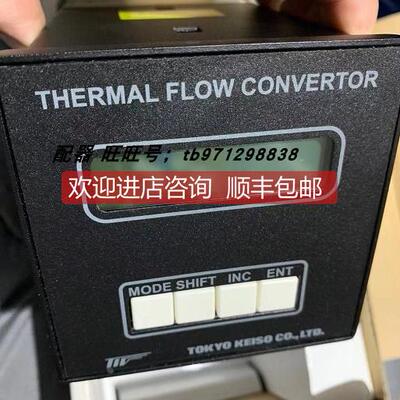 THERMAL FLOW CONVERTOR
配器 旺旺号；tb971298838
欢迎进店咨询 顺丰包邮
MODE SHIFT INC ENT
TOKYO KEISO CO., LTD.